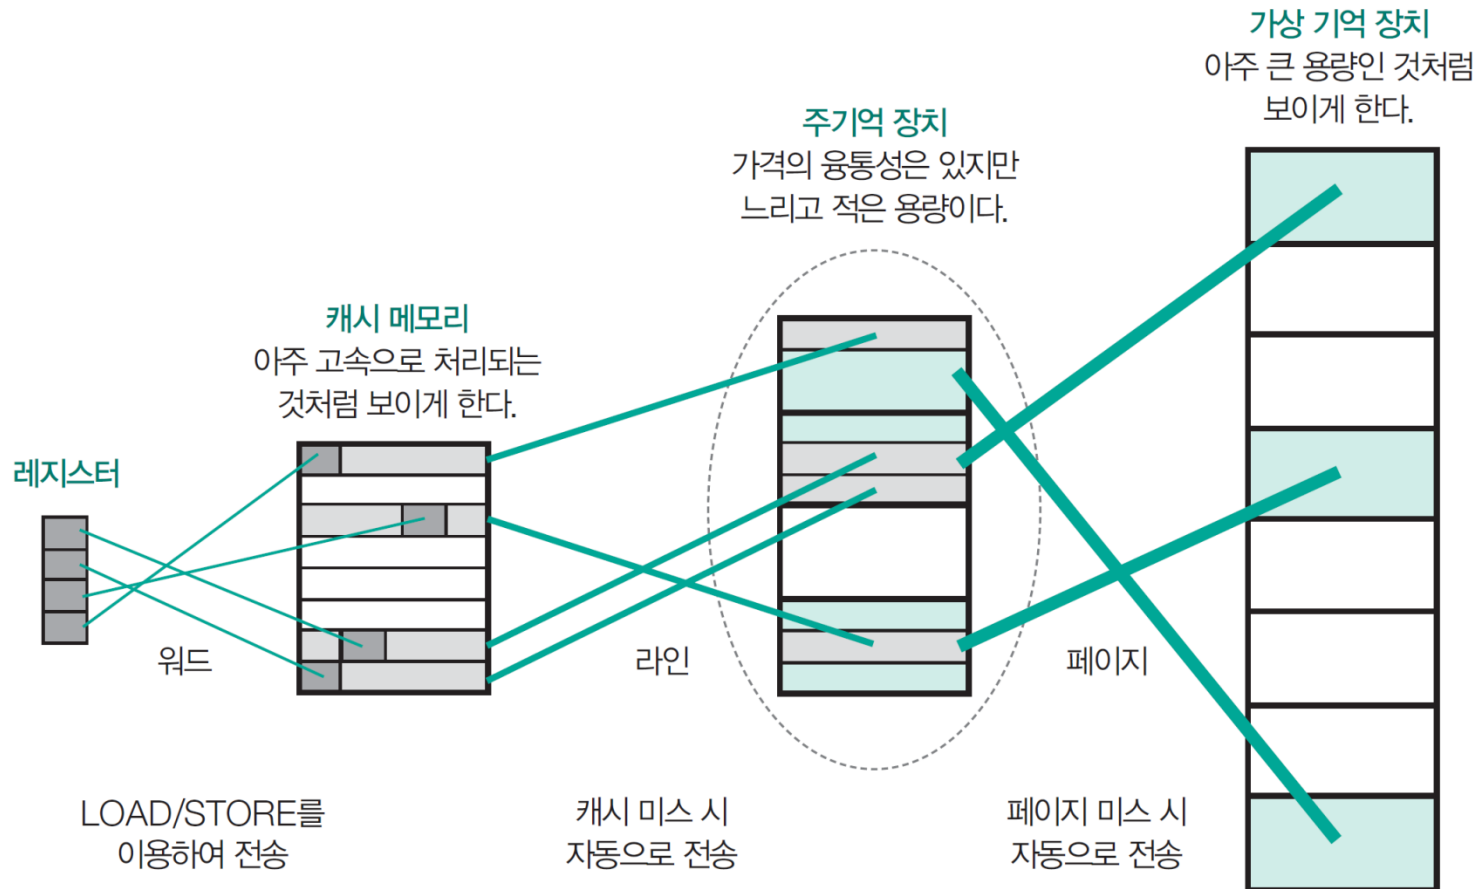 가상 기억 장치
아주 큰 용량인 것처럼
보이게 한다.
주기억 장치
가격의 융통성은 있지만
느리고 적은 용량이다.
캐시 메모리
아주 고속으로 처리되는
것처럼 보이게 한다.
레지스터
워드
라인
페이지
LOAD/STORE를
이용하여 전송
캐시 미스 시
자동으로 전송
페이지 미스 시
자동으로 전송